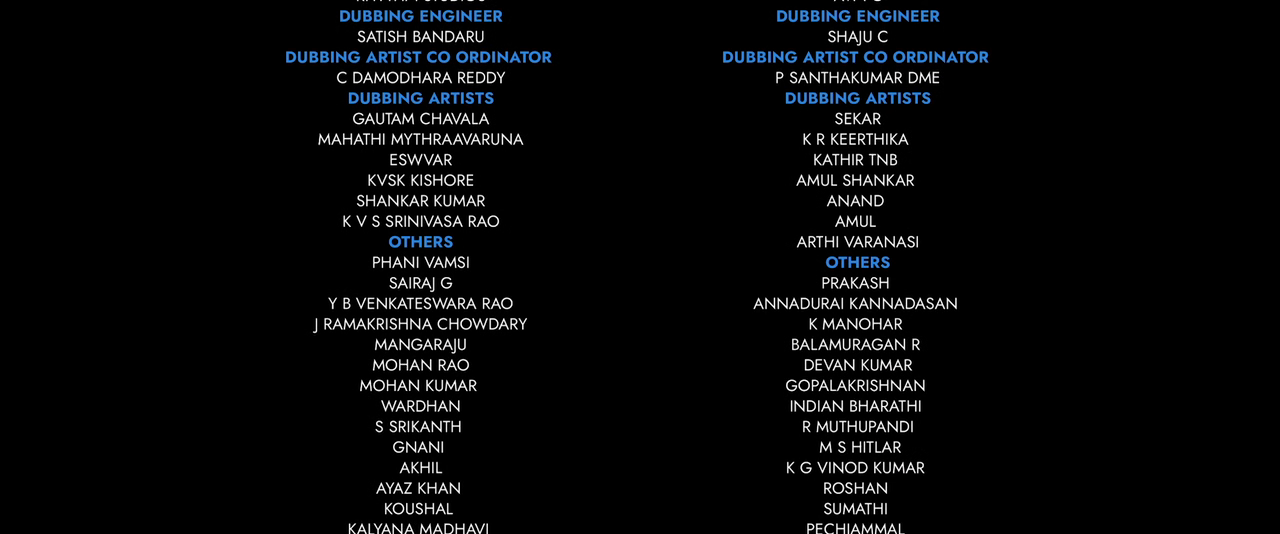 DUBBING ENGINEER
SATISH BANDARU
DUBBING ARTIST CO ORDINATOR
C DAMODHARA REDDY
DUBBING ARTISTS
GAUTAM CHAVALA
MAHATHI MYTHRAAVARUNA
ESWVAR
KVSK KISHORE
SHANKAR KUMAR
K V S SRINIVASA RAO
OTHERS
PHANI VAMSI
SAIRAJ G
Y B VENKATESWARA RAO
J RAMAKRISHNA CHOWDARY
MANGARAJU
MOHAN RAO
MOHAN KUMAR
WARDHAN
S SRIKANTH
GNANI
AKHIL
AYAZ KHAN
KOUSHAL
KALYANA MADHAVI
DUBBING ENGINEER
SHAJU C
DUBBING ARTIST CO ORDINATOR
P SANTHAKUMAR DME
DUBBING ARTISTS
SEKAR
K R KEERTHIKA
KATHIR TNB
AMUL SHANKAR
ANAND
AMUL
ARTHI VARANASI
OTHERS
PRAKASH
ANNADURAI KANNADASAN
K MANOHAR
BALAMURAGAN R
DEVAN KUMAR
GOPALAKRISHNAN
INDIAN BHARATHI
R MUTHUPANDI
M S HITLAR
K G VINOD KUMAR
ROSHAN
SUMATHI
PECHIAMMAL